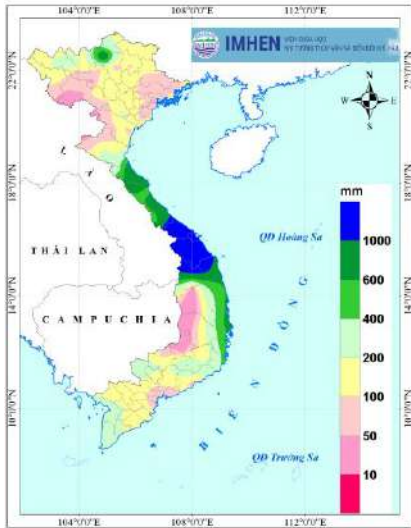 104°0'0"E
108°0'0"E
112°0'0"E
IMHEN
22°0'0"N
18°0'0"N
14°0'0"N
10°0'0"N
W
E
S
L À O
THÁI LAN
CAMPUCHIA
QĐ Hoàng Sa
BIỂN ĐÔNG
QĐ Trường Sa
mm
1000
600
400
200
100
50
10
104°0'0"E
108°0'0"E
112°0'0"E